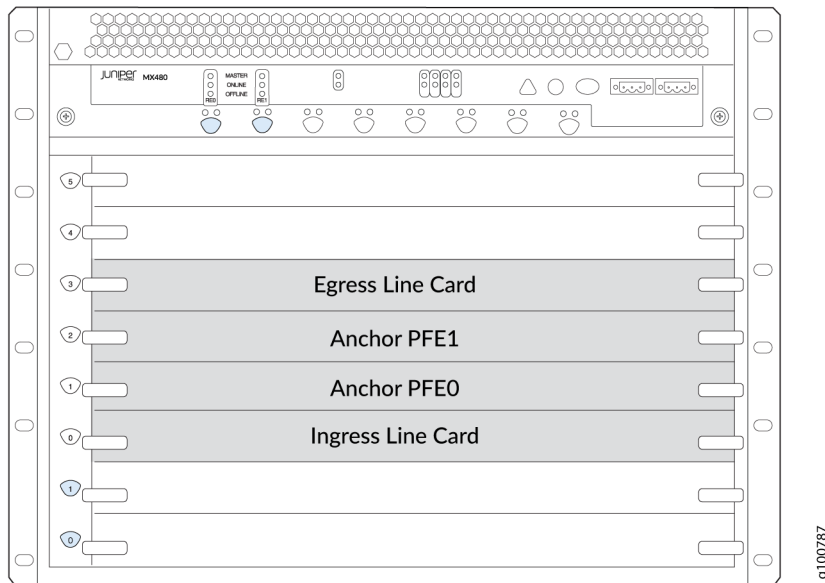 JUNIPER NETWORKS MX480
MASTER
ONLINE
OFFLINE
RE0 RE1
5
4
3 Egress Line Card
2 Anchor PFE1
1 Anchor PFE0
0 Ingress Line Card
1
0
g100787